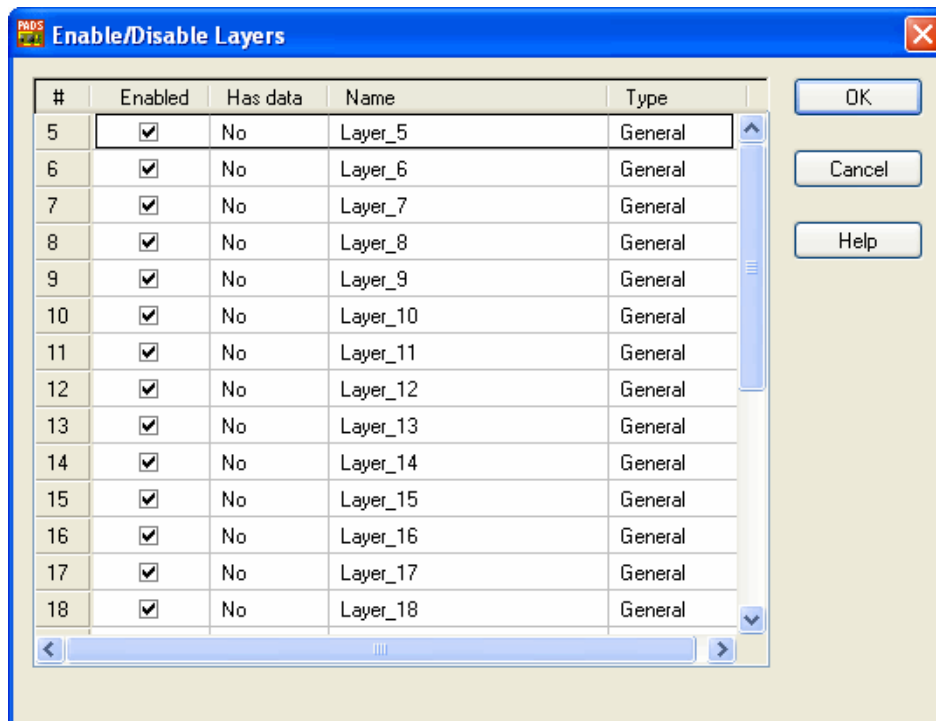 PADS
Enable/Disable Layers
# Enabled Has data Name Type
5 No Layer_5 General
6 No Layer_6 General
7 No Layer_7 General
8 No Layer_8 General
9 No Layer_9 General
10 No Layer_10 General
11 No Layer_11 General
12 No Layer_12 General
13 No Layer_13 General
14 No Layer_14 General
15 No Layer_15 General
16 No Layer_16 General
17 No Layer_17 General
18 No Layer_18 General
OK
Cancel
Help